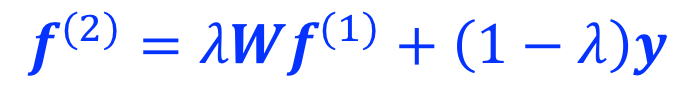 𝒇⁽²⁾ = 𝜆𝑾𝒇⁽¹⁾ + (1 − 𝜆)𝒚